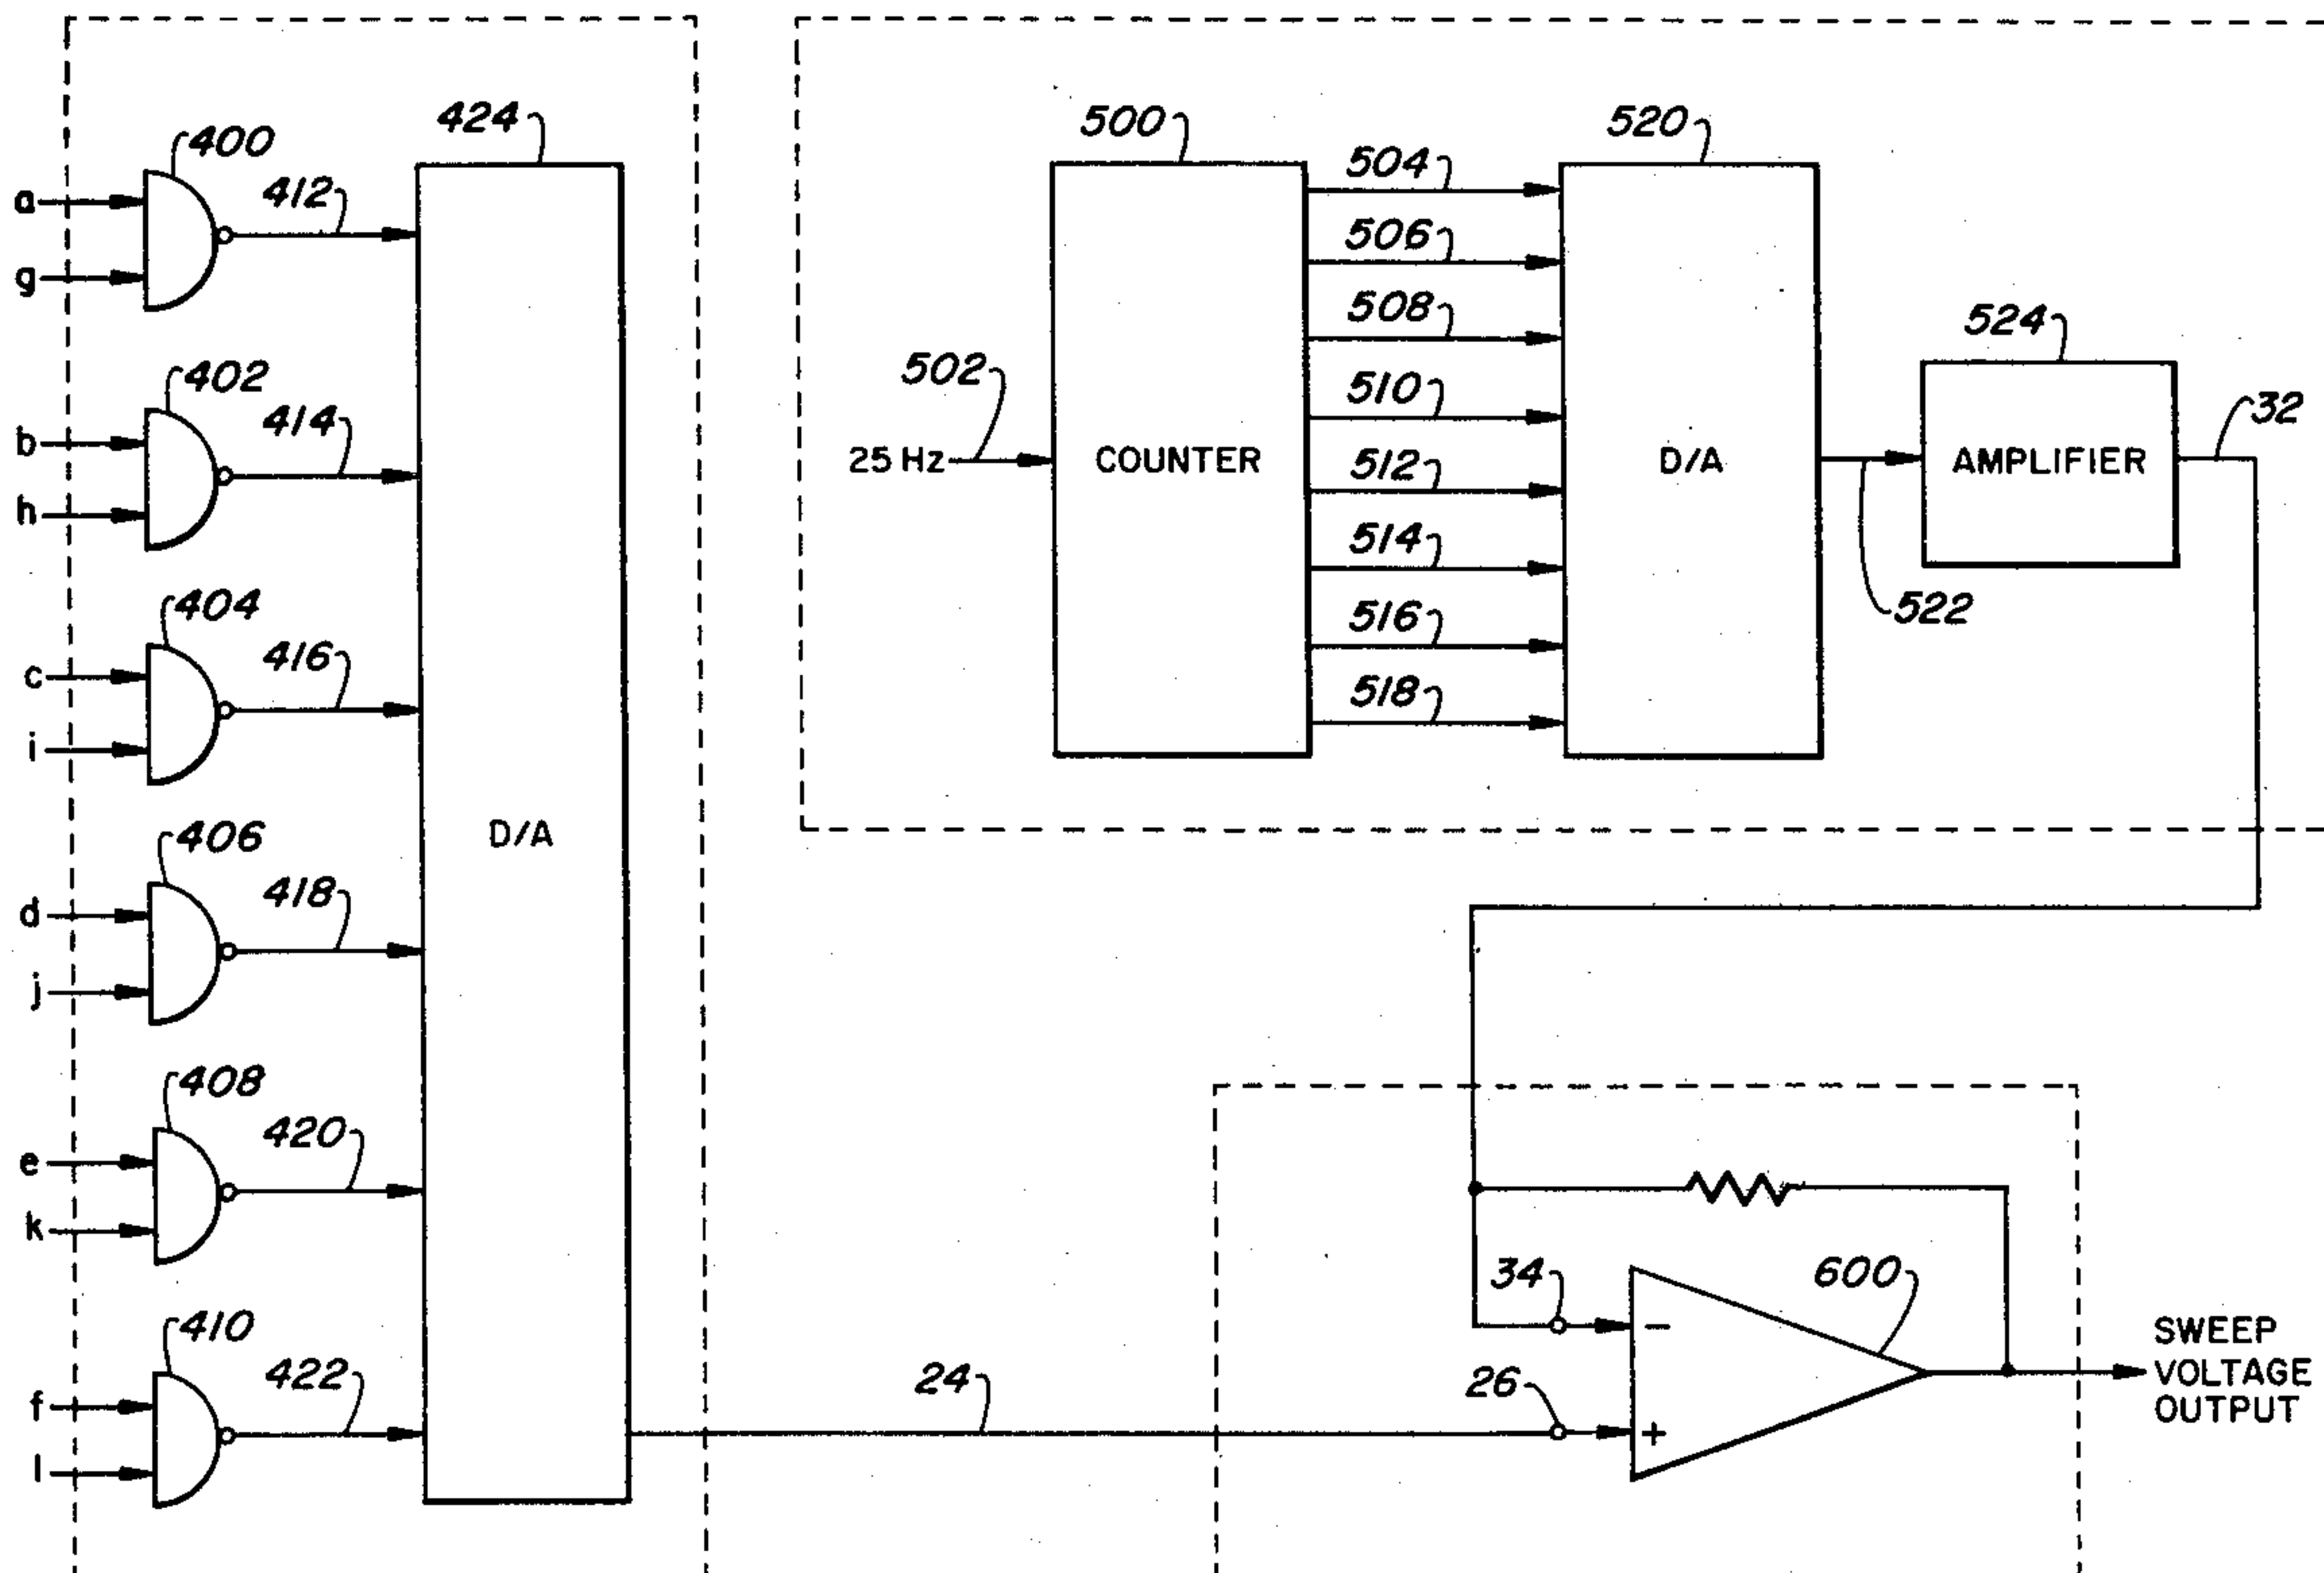 424
400
a
412
g
402
b
414
h
404
c
416
i
406
D/A
d
418
j
408
e
420
k
410
f
422
l
24
500
520
504
506
508
524
502
510
32
25 Hz
COUNTER
512
D/A
AMPLIFIER
514
522
516
518
34
600
-
26
+
SWEEP
VOLTAGE
OUTPUT